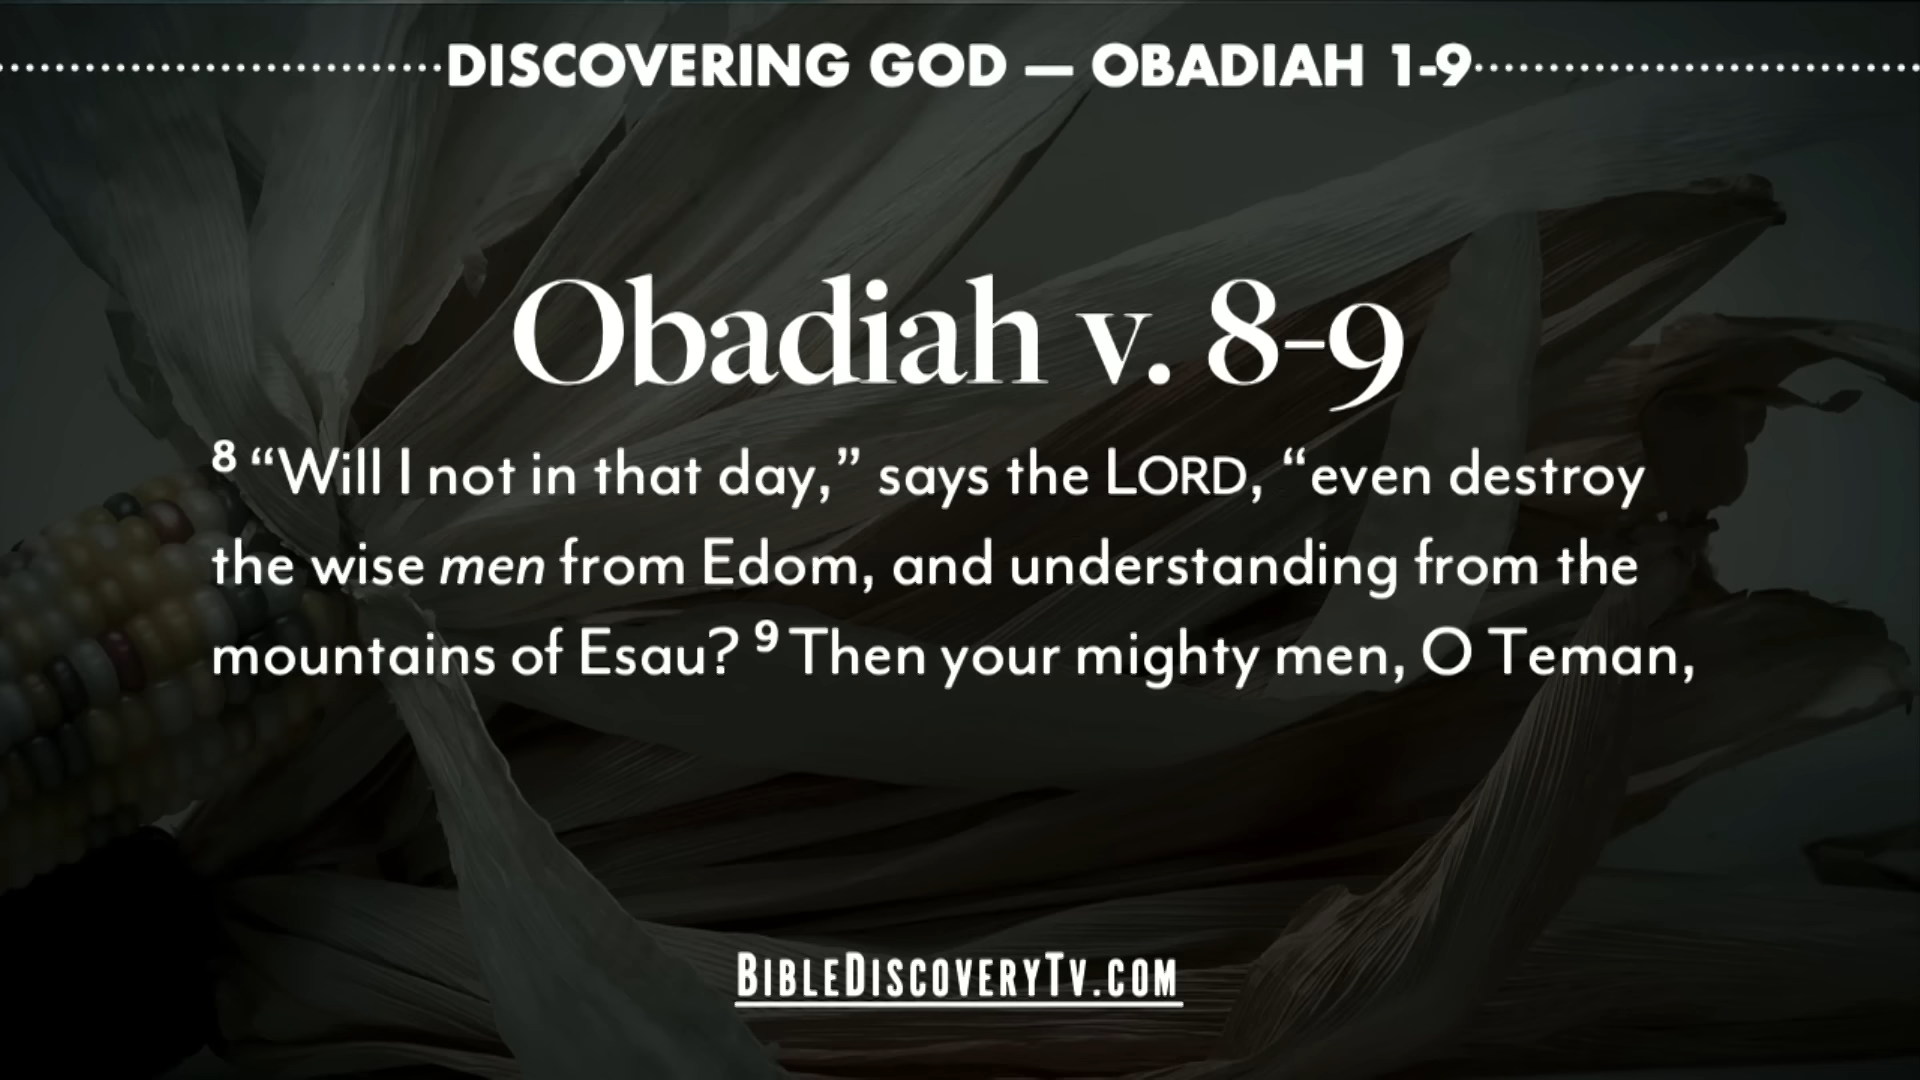 DISCOVERING GOD — OBADIAH 1-9
Obadiah v. 8-9
8 “Will I not in that day,” says the LORD, “even destroy
the wise men from Edom, and understanding from the
mountains of Esau? 9 Then your mighty men, O Teman,
BIBLEDISCOVERYTV.COM